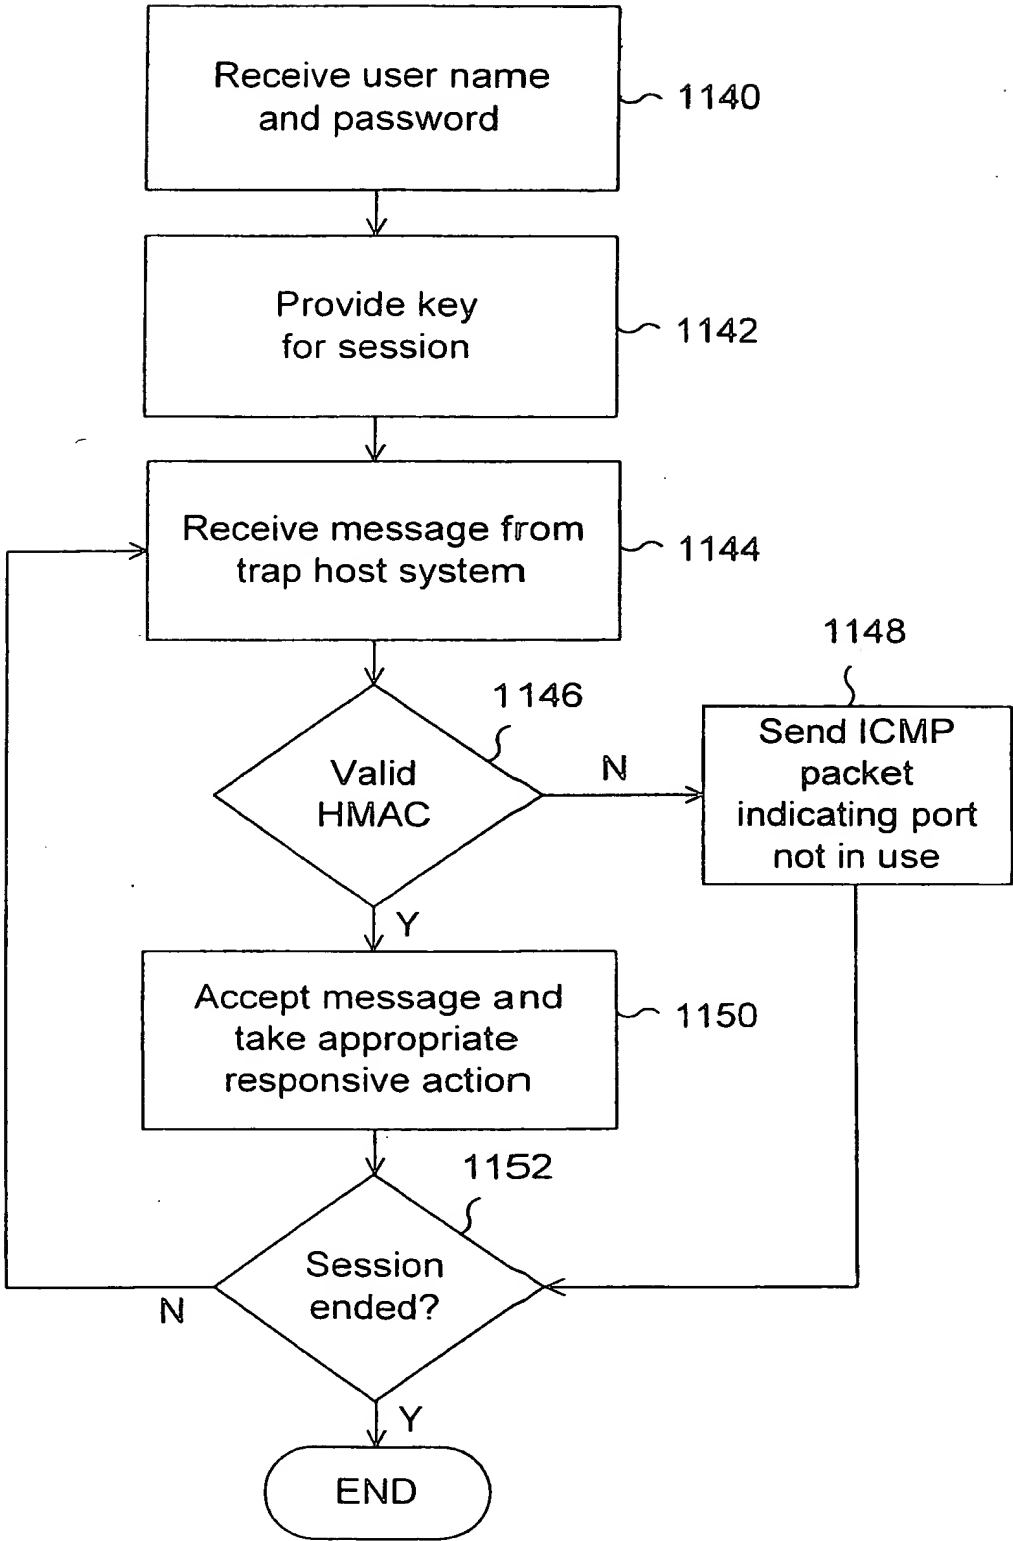 Receive user name
and password
1140
Provide key
for session
1142
Receive message from
trap host system
1144
1148
1146
Valid
HMAC
N
Send ICMP
packet
indicating port
not in use
Y
Accept message and
take appropriate
responsive action
1150
1152
Session
ended?
N
Y
END